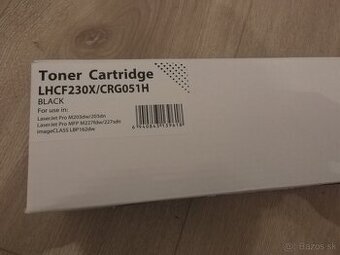 Toner Cartridge
LHCF230X/CRG051H
BLACK
For use in:
LaserJet Pro M203dw/203dn
LaserJet Pro MFP M227fdw/227sdn
imageCLASS LBP162dw
6940843139618
Bazos.sk